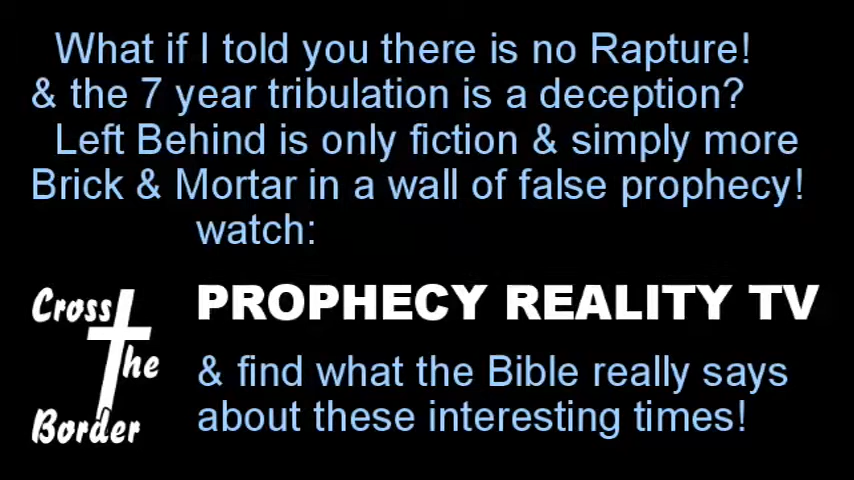 What if I told you there is no Rapture!
& the 7 year tribulation is a deception?
Left Behind is only fiction & simply more
Brick & Mortar in a wall of false prophecy!
watch:
PROPHECY REALITY TV
Cross
The
Border
& find what the Bible really says
about these interesting times!